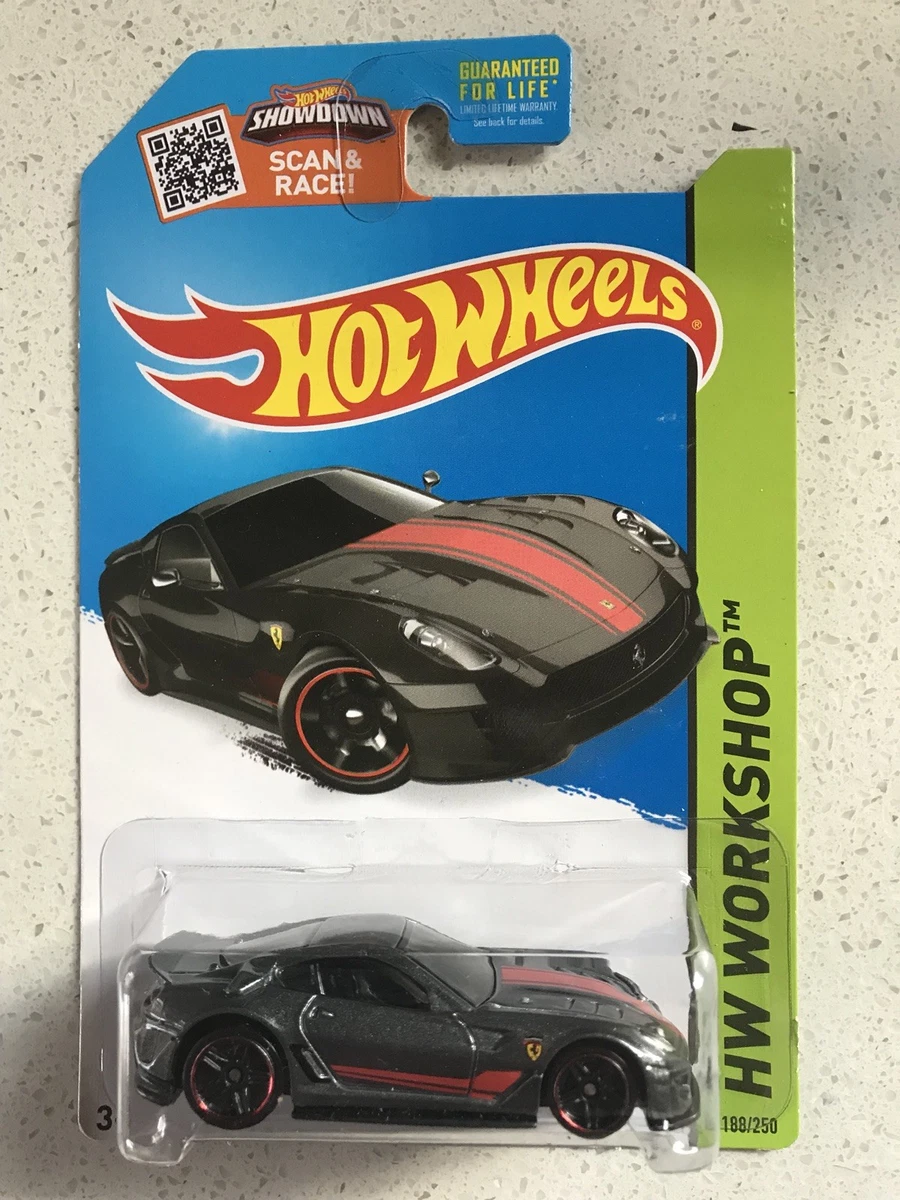 HOT WHEELS
SHOWDOWN
SCAN &
RACE!
GUARANTEED
FOR LIFE*
LIMITED LIFETIME WARRANTY.
See back for details.
HOT WHEELS®
HW WORKSHOP™
188/250